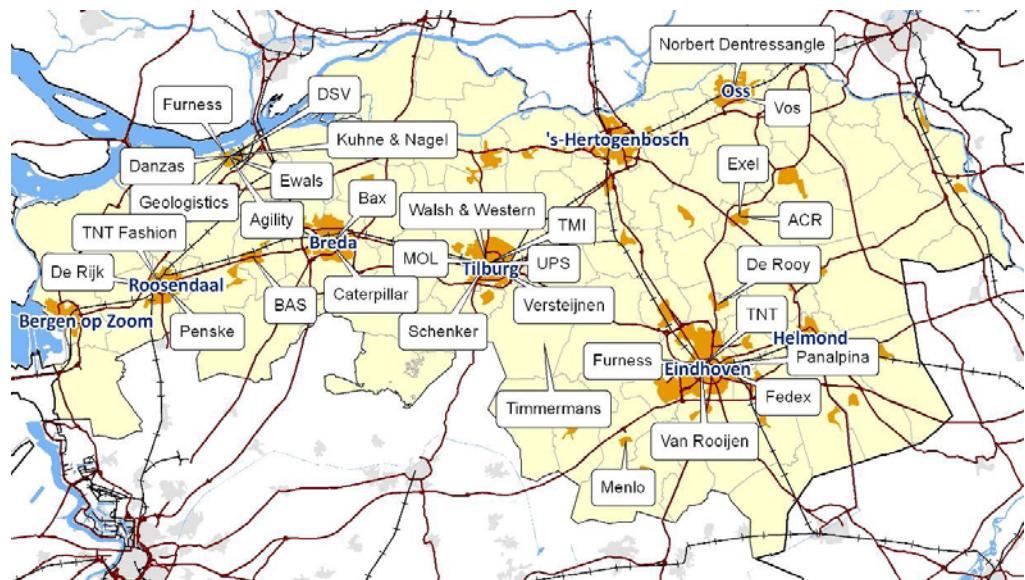 Norbert Dentressangle
Oss
Vos
Furness
DSV
Kuhne & Nagel
's-Hertogenbosch
Danzas
Ewals
Exel
Geologistics
Bax
Walsh & Western
Agility
ACR
TNT Fashion
Breda
TMI
MOL
Tilburg
UPS
De Rooy
De Rijk
Roosendaal
BAS
Caterpillar
Versteijnen
TNT
Bergen op Zoom
Penske
Schenker
Helmond
Furness
Eindhoven
Panalpina
Timmermans
Fedex
Van Rooijen
Menlo